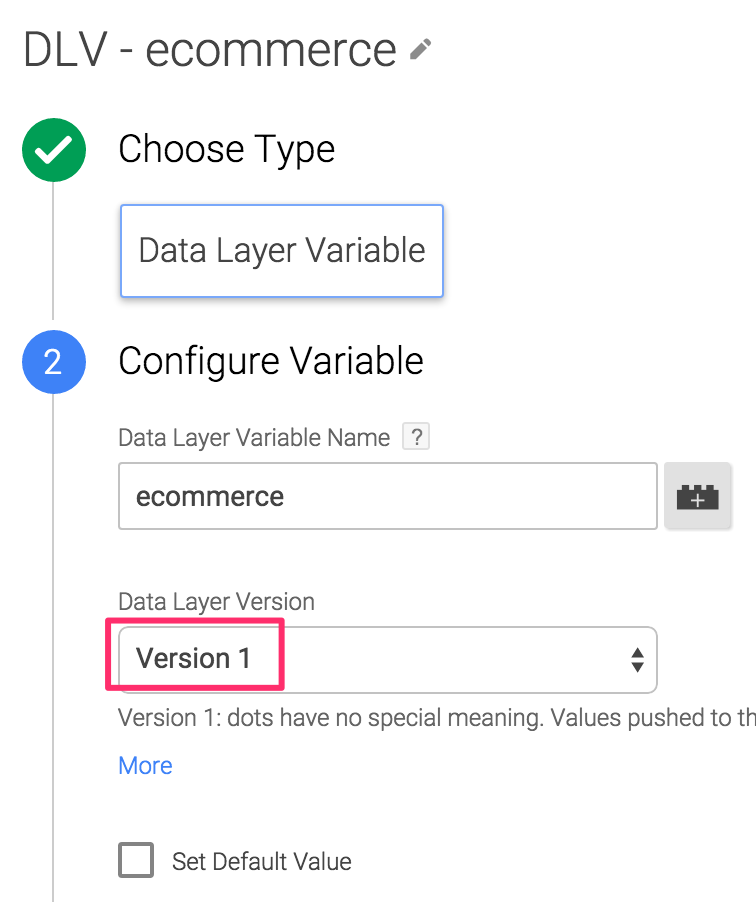 DLV - ecommerce
Choose Type
Data Layer Variable
2
Configure Variable
Data Layer Variable Name ?
ecommerce
Data Layer Version
Version 1
Version 1: dots have no special meaning. Values pushed to th
More
Set Default Value